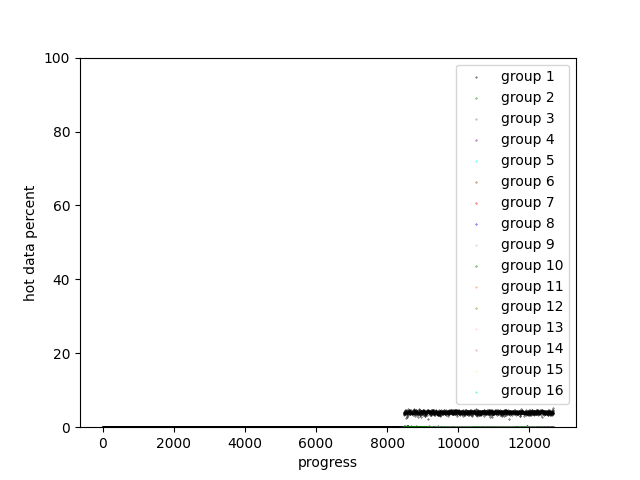 100
80
60
40
20
0
hot data percent
0 2000 4000 6000 8000 10000 12000
progress
group 1
group 2
group 3
group 4
group 5
group 6
group 7
group 8
group 9
group 10
group 11
group 12
group 13
group 14
group 15
group 16